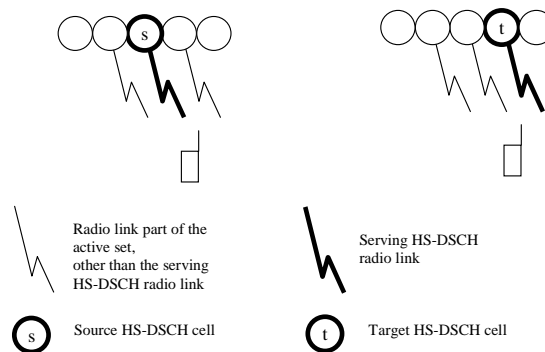 s
t
Radio link part of the
active set,
other than the serving
HS-DSCH radio link
Serving HS-DSCH
radio link
s
Source HS-DSCH cell
t
Target HS-DSCH cell